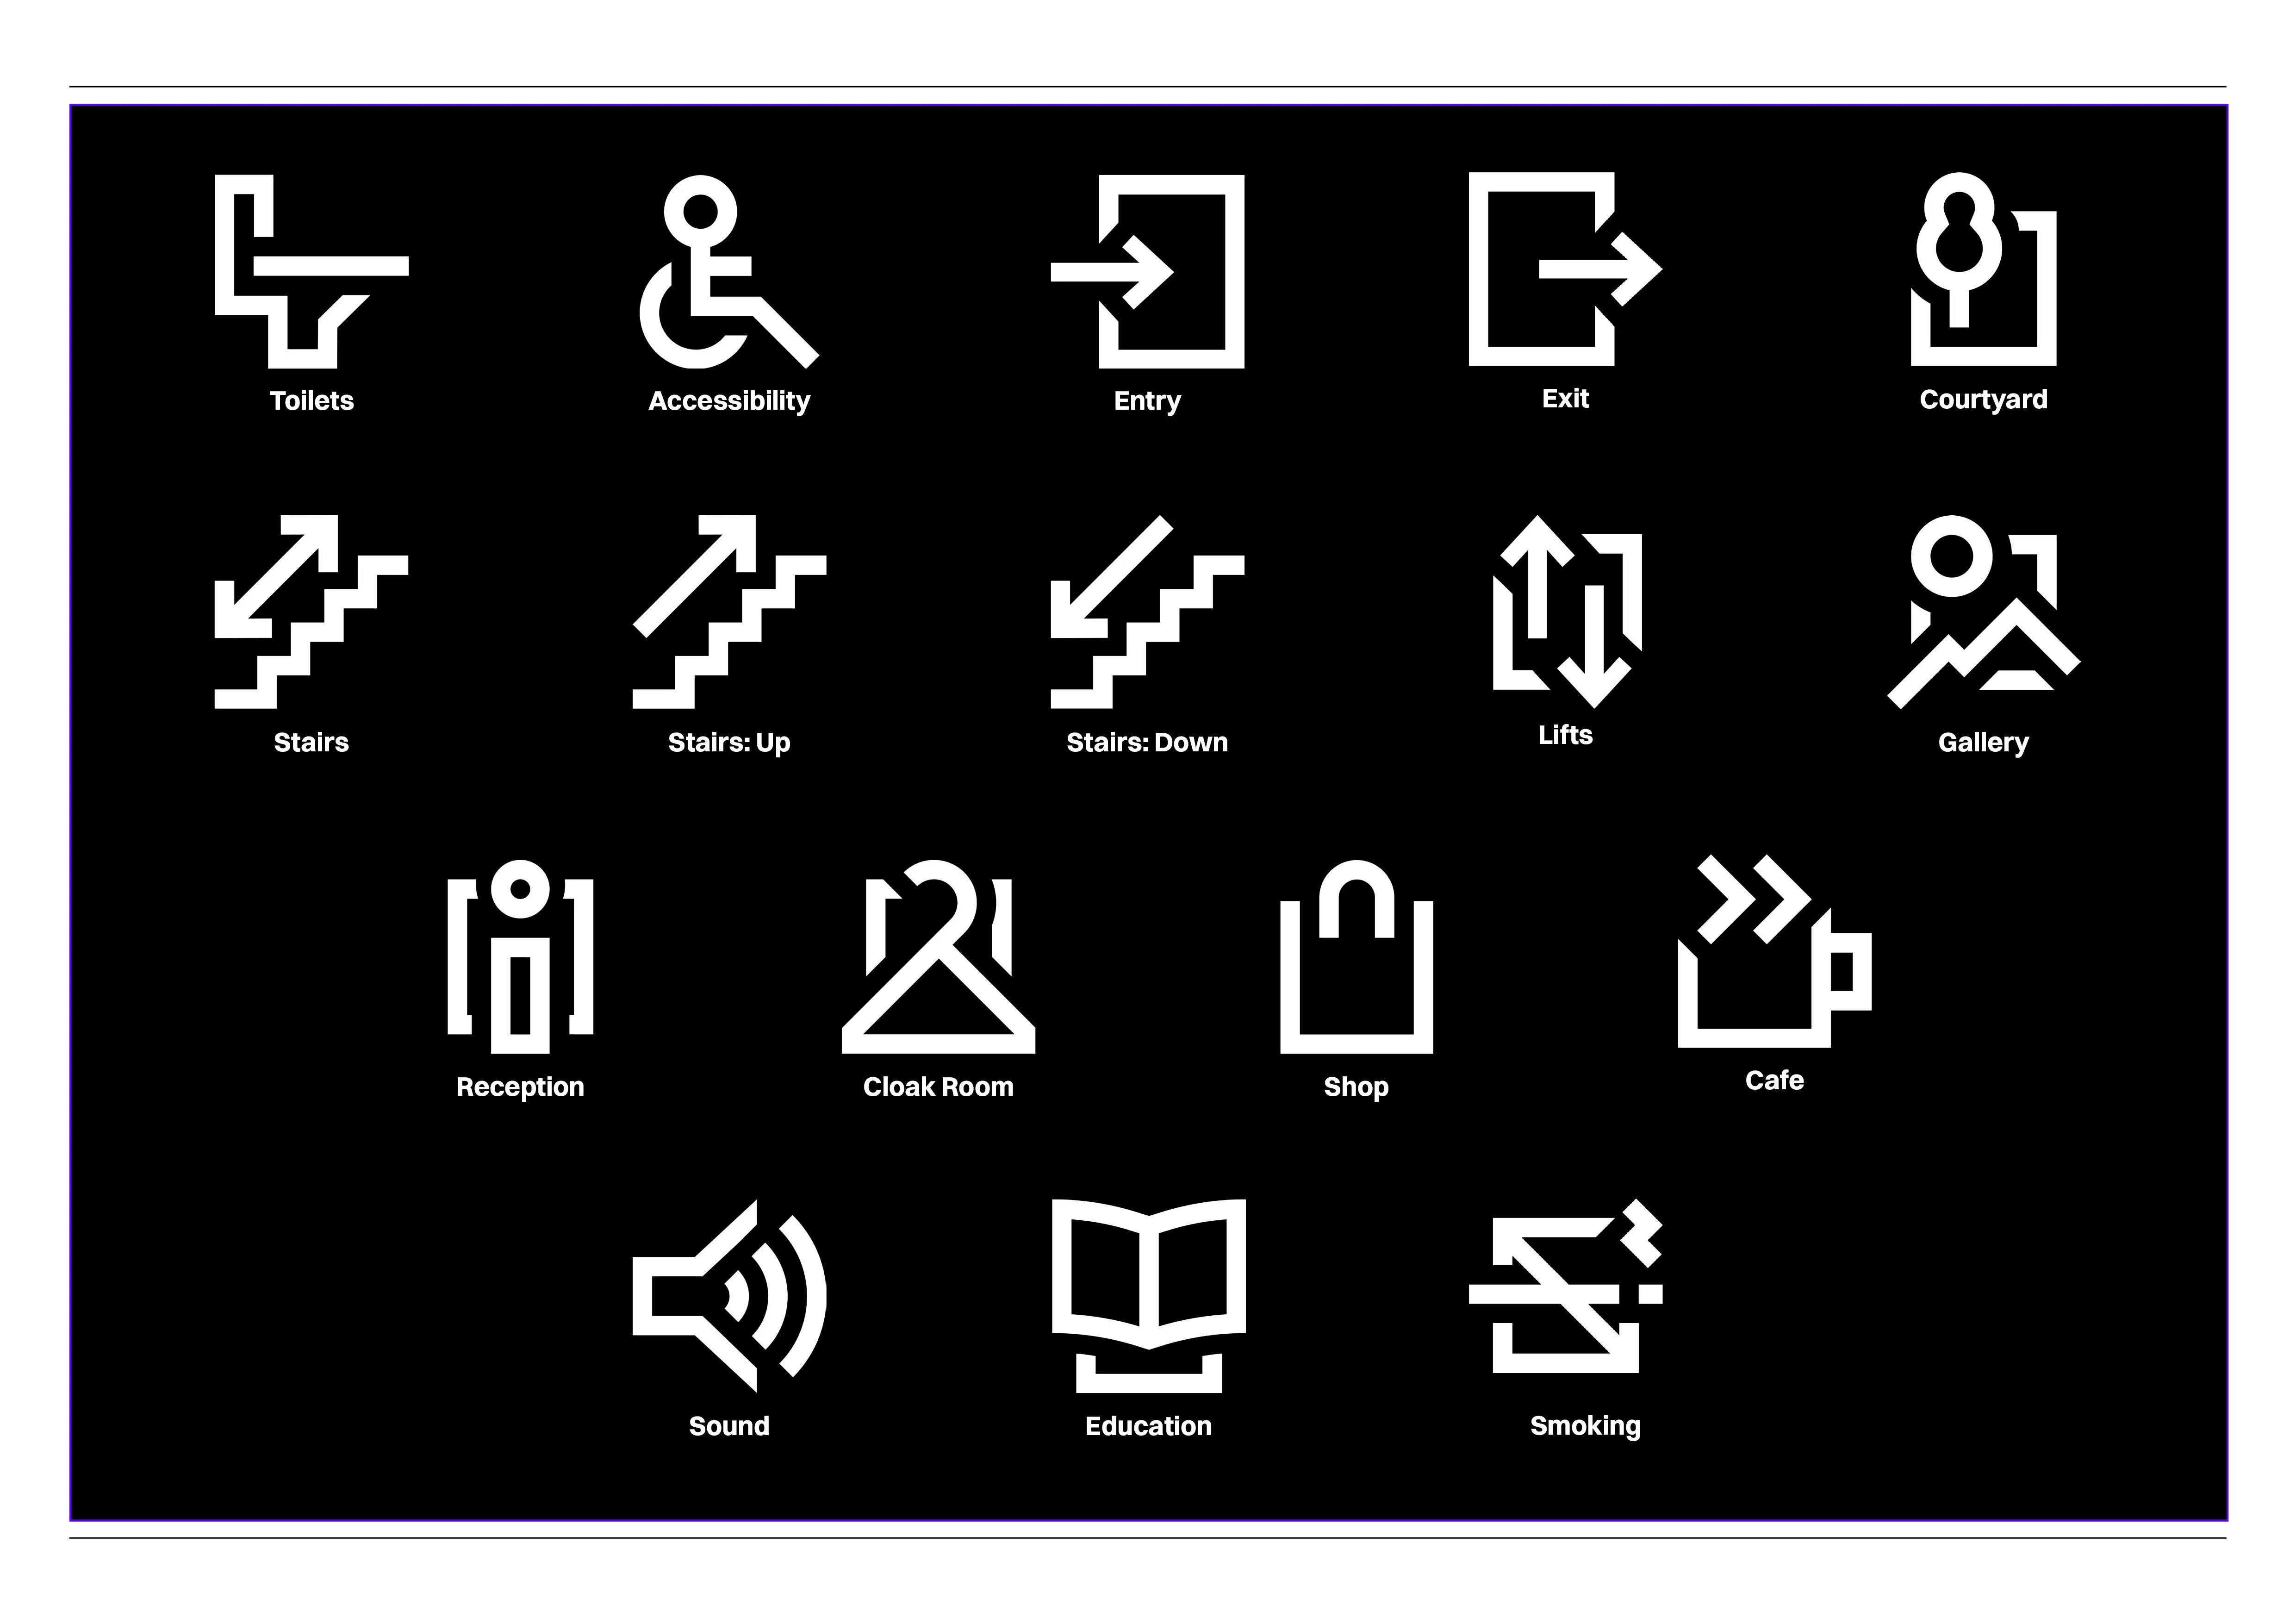 Toilets
Accessibility
Entry
Exit
Courtyard
Stairs
Stairs: Up
Stairs: Down
Lifts
Gallery
Reception
Cloak Room
Shop
Cafe
Sound
Education
Smoking